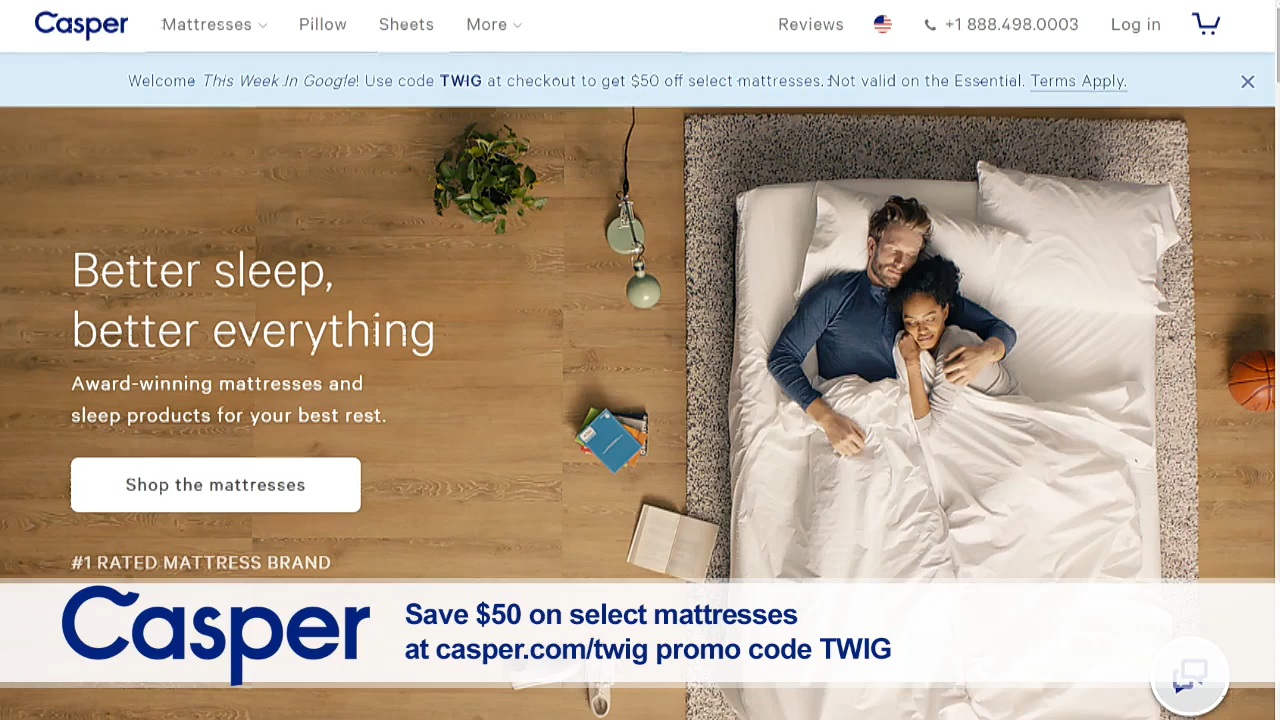 Casper Mattresses Pillow Sheets More Reviews +1 888.498.0003 Log in
Welcome This Week In Google! Use code TWIG at checkout to get $50 off select mattresses. Not valid on the Essential. Terms Apply.
Better sleep,
better everything
Award-winning mattresses and
sleep products for your best rest.
Shop the mattresses
#1 RATED MATTRESS BRAND
Casper
Save $50 on select mattresses
at casper.com/twig promo code TWIG